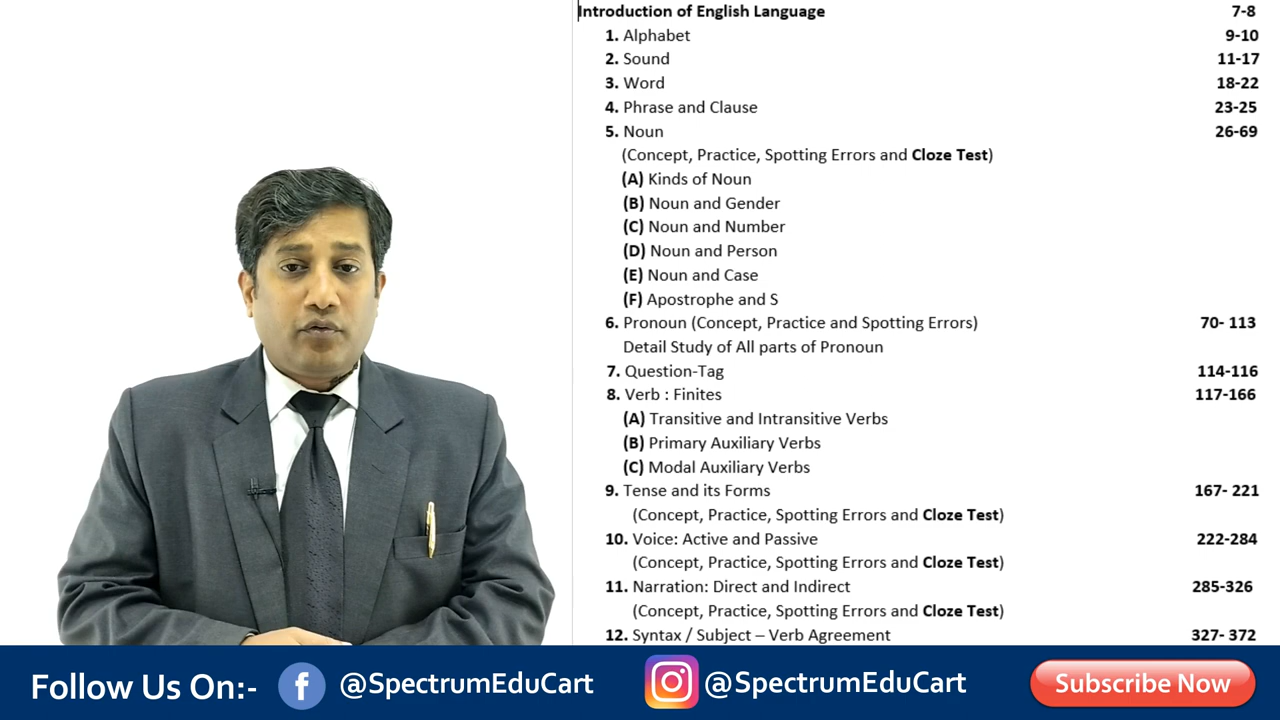 Introduction of English Language 7-8
1. Alphabet 9-10
2. Sound 11-17
3. Word 18-22
4. Phrase and Clause 23-25
5. Noun 26-69
(Concept, Practice, Spotting Errors and Cloze Test)
(A) Kinds of Noun
(B) Noun and Gender
(C) Noun and Number
(D) Noun and Person
(E) Noun and Case
(F) Apostrophe and S
6. Pronoun (Concept, Practice and Spotting Errors) 70- 113
Detail Study of All parts of Pronoun
7. Question-Tag 114-116
8. Verb : Finites 117-166
(A) Transitive and Intransitive Verbs
(B) Primary Auxiliary Verbs
(C) Modal Auxiliary Verbs
9. Tense and its Forms 167- 221
(Concept, Practice, Spotting Errors and Cloze Test)
10. Voice: Active and Passive 222-284
(Concept, Practice, Spotting Errors and Cloze Test)
11. Narration: Direct and Indirect 285-326
(Concept, Practice, Spotting Errors and Cloze Test)
12. Syntax / Subject – Verb Agreement 327- 372
Follow Us On:- f @SpectrumEduCart @SpectrumEduCart Subscribe Now